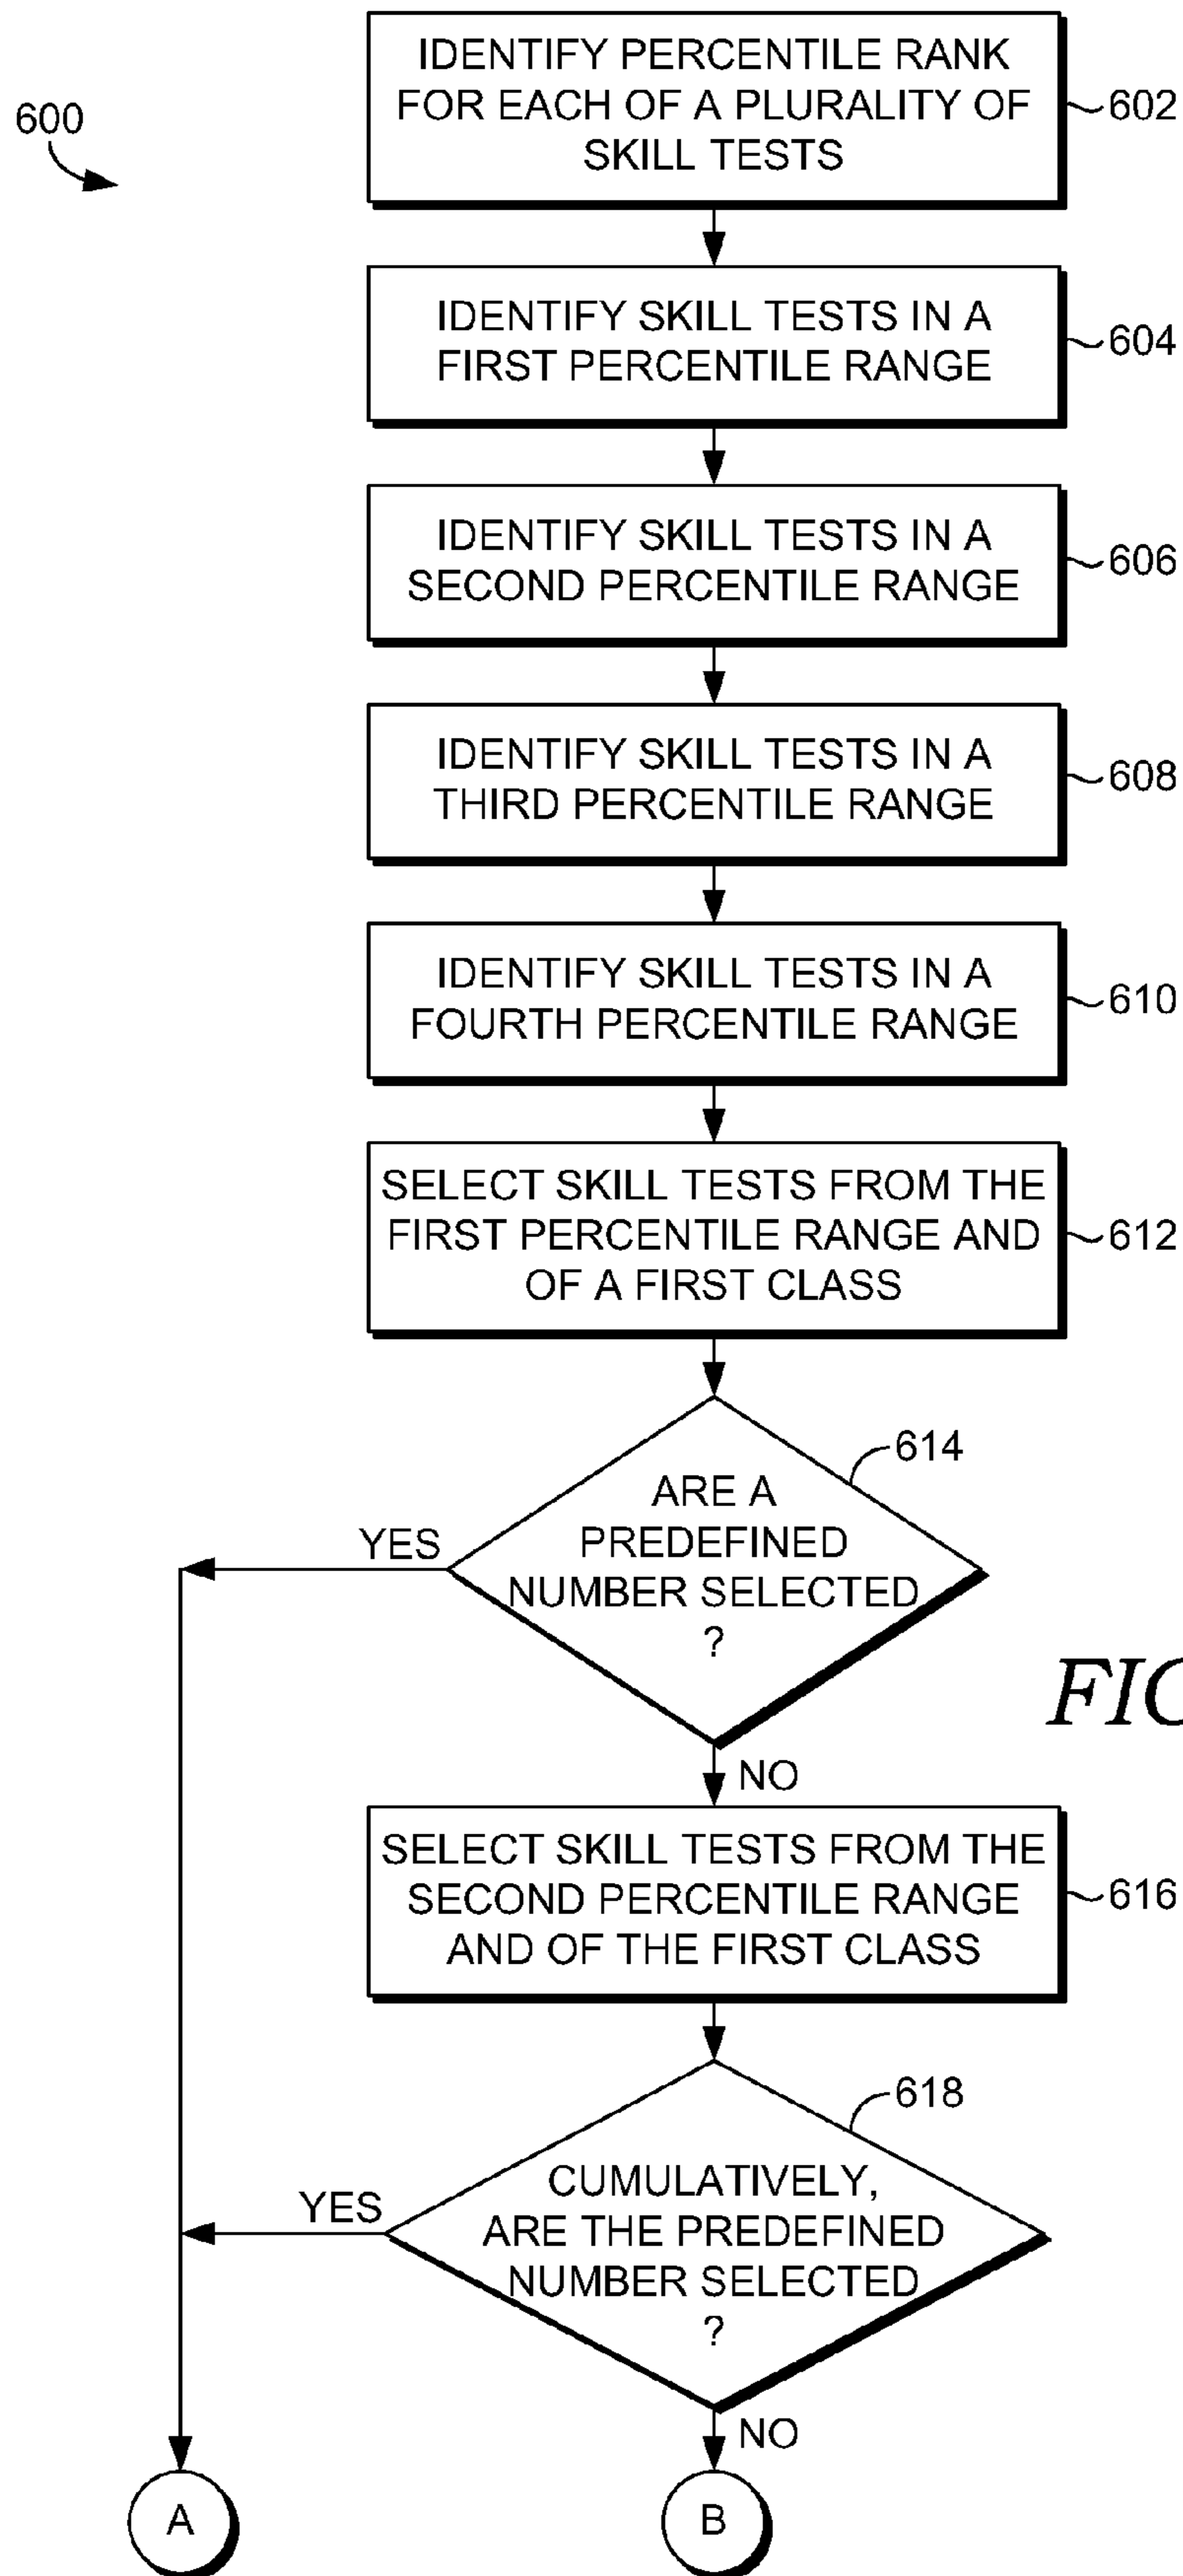 600
IDENTIFY PERCENTILE RANK
FOR EACH OF A PLURALITY OF
SKILL TESTS
602
IDENTIFY SKILL TESTS IN A
FIRST PERCENTILE RANGE
604
IDENTIFY SKILL TESTS IN A
SECOND PERCENTILE RANGE
606
IDENTIFY SKILL TESTS IN A
THIRD PERCENTILE RANGE
608
IDENTIFY SKILL TESTS IN A
FOURTH PERCENTILE RANGE
610
SELECT SKILL TESTS FROM THE
FIRST PERCENTILE RANGE AND
OF A FIRST CLASS
612
614
ARE A
PREDEFINED
NUMBER SELECTED
?
YES
NO
SELECT SKILL TESTS FROM THE
SECOND PERCENTILE RANGE
AND OF THE FIRST CLASS
616
618
CUMULATIVELY,
ARE THE PREDEFINED
NUMBER SELECTED
?
YES
NO
A
B